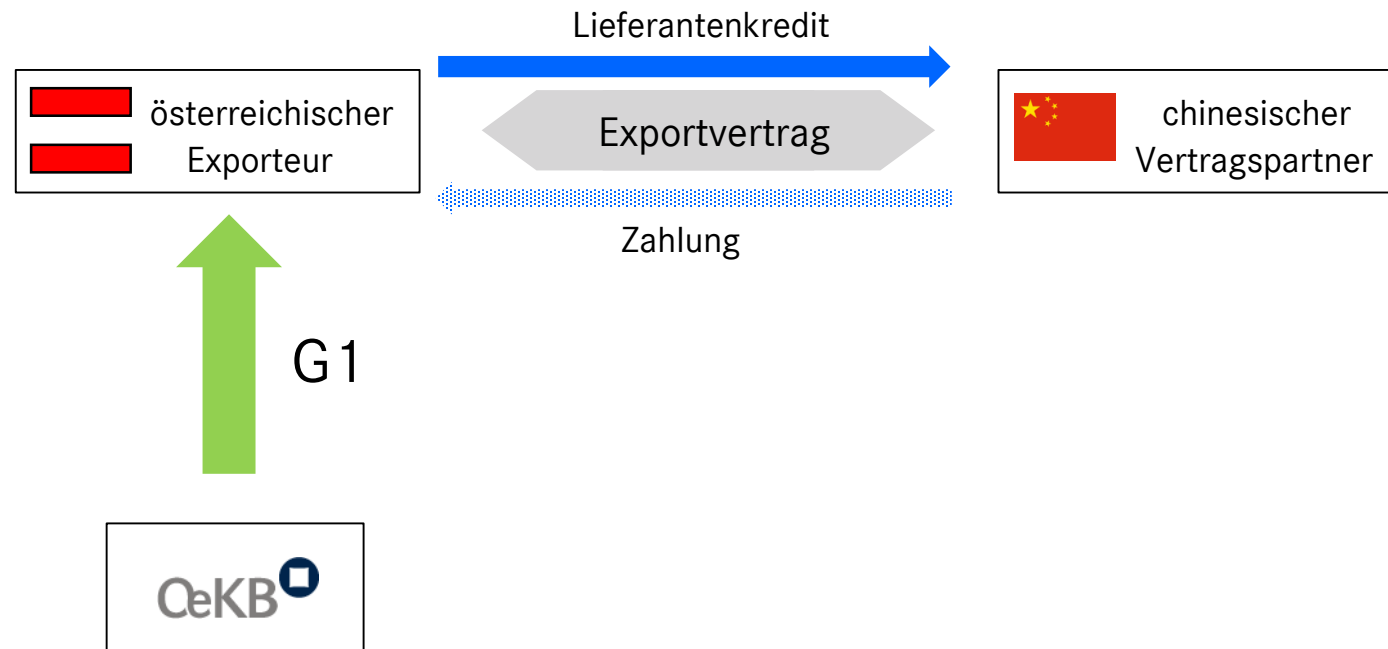 Lieferantenkredit
österreichischer
Exporteur
Exportvertrag
chinesischer
Vertragspartner
Zahlung
G1
OeKB